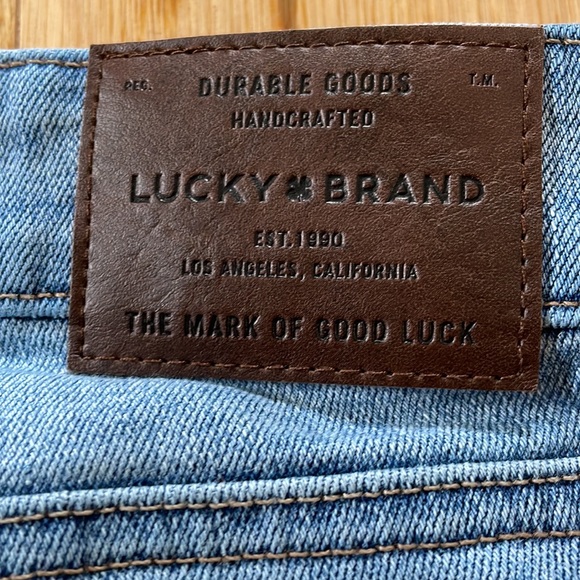 REG. DURABLE GOODS T.M.
HANDCRAFTED
LUCKY BRAND
EST. 1990
LOS ANGELES, CALIFORNIA
THE MARK OF GOOD LUCK